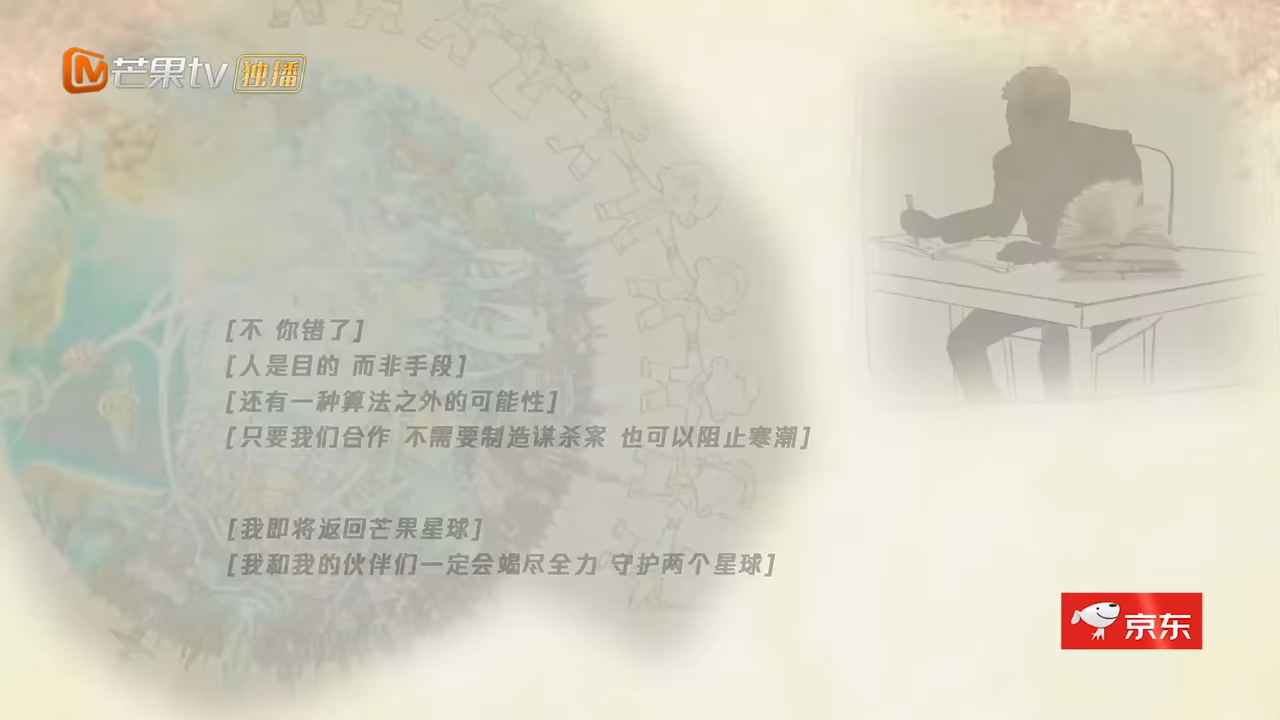 芒果tv 独播
[不 你错了]
[人是目的 而非手段]
[还有一种算法之外的可能性]
[只要我们合作 不需要制造谋杀案 也可以阻止寒潮]
[我即将返回芒果星球]
[我和我的伙伴们一定会竭尽全力 守护两个星球]
京东